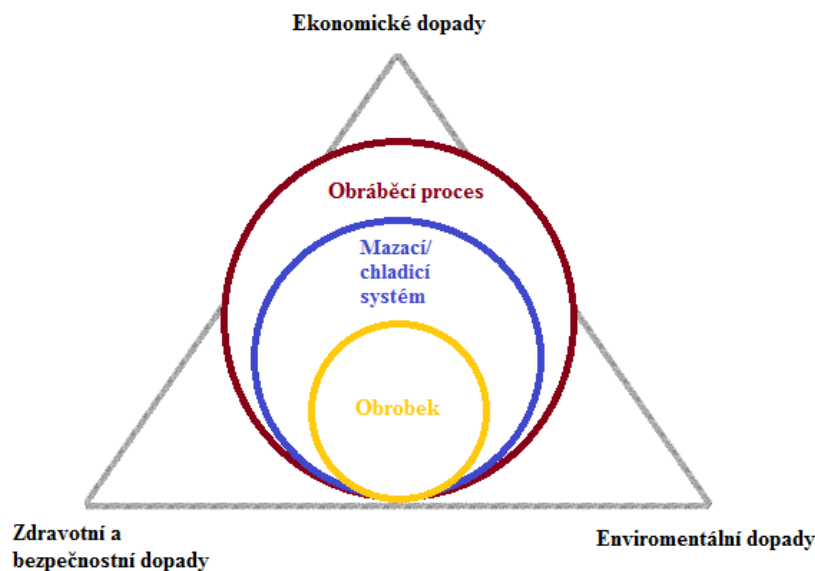 Ekonomické dopady
Obráběcí proces
Mazací/
chladicí
systém
Obrobek
Zdravotní a
bezpečnostní dopady
Enviromentální dopady